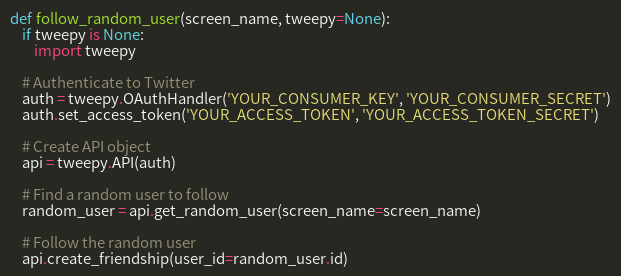 def follow_random_user(screen_name, tweepy=None):
    if tweepy is None:
        import tweepy

    # Authenticate to Twitter
    auth = tweepy.OAuthHandler('YOUR_CONSUMER_KEY', 'YOUR_CONSUMER_SECRET')
    auth.set_access_token('YOUR_ACCESS_TOKEN', 'YOUR_ACCESS_TOKEN_SECRET')

    # Create API object
    api = tweepy.API(auth)

    # Find a random user to follow
    random_user = api.get_random_user(screen_name=screen_name)

    # Follow the random user
    api.create_friendship(user_id=random_user.id)